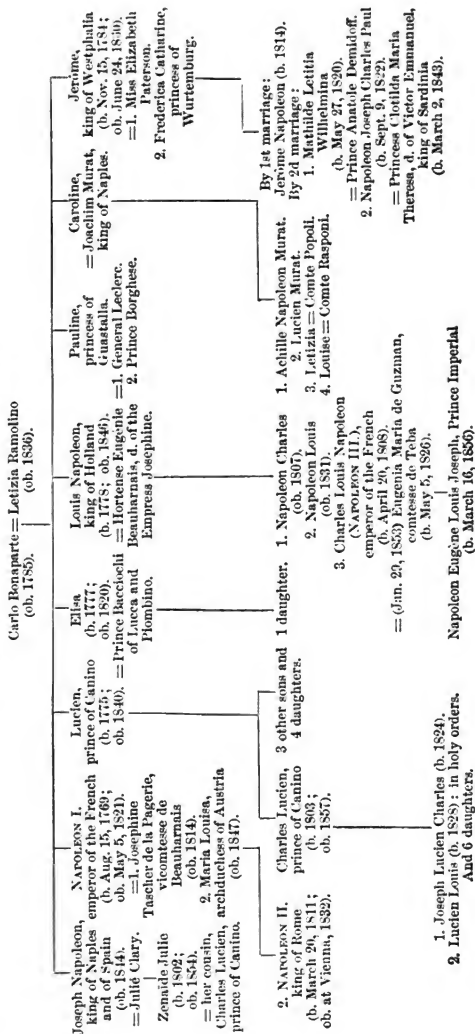 Carlo Bonaparte = Letizia Ramolino
(ob. 1785). (ob. 1836).
Joseph Napoleon,
king of Naples
and of Spain
(ob. 1844).
= Julie Clary.
Zenaide Julie
(b. 1802;
ob. 1854).
= her cousin,
Charles Lucien,
prince of Canino.
NAPOLEON I.
emperor of the French
(b. Aug. 15, 1769;
ob. May 5, 1821).
=1. Josephine
Tascher de la Pagerie,
vicomtesse de
Beauharnais
(ob. 1814).
2. Maria Louisa,
archduchess of Austria
(ob. 1847).
2. NAPOLEON II.
king of Rome
(b. March 20, 1811;
ob. at Vienna, 1832).
Lucien,
prince of Canino
(b. 1775;
ob. 1840).
Charles Lucien,
prince of Canino
(b. 1803;
ob. 1857).
3 other sons and
4 daughters.
1. Joseph Lucien Charles (b. 1824).
2. Lucien Louis (b. 1828): in holy orders.
And 6 daughters.
Elisa
(b. 1777;
ob. 1820).
= Prince Bacciochi
of Lucca and
Piombino.
1 daughter.
Louis Napoleon,
king of Holland
(b. 1778; ob. 1846).
= Hortense Eugénie
Beauharnais, d. of the
Empress Josephine.
1. Napoleon Charles
(ob. 1807).
2. Napoleon Louis
(ob. 1831).
3. Charles Louis Napoleon
(NAPOLEON III.),
emperor of the French
(b. April 20, 1808).
= (Jan. 29, 1853) Eugenia Maria de Guzman,
comtesse de Teba
(b. May 5, 1826).
Napoleon Eugène Louis Joseph, Prince Imperial
(b. March 16, 1856).
Pauline,
princess of
Guastalla.
=1. General Leclerc.
2. Prince Borghese.
Caroline,
= Joachim Murat,
king of Naples.
1. Achille Napoleon Murat.
2. Lucien Murat.
3. Letizia = Comte Popoli.
4. Louise = Comte Rasponi.
Jerome,
king of Westphalia
(b. Nov. 15, 1784;
ob. June 24, 1860).
=1. Miss Elizabeth
Paterson.
2. Frederica Catharine,
princess of
Wurtemburg.
By 1st marriage:
Jerome Napoleon (b. 1814).
By 2d marriage:
1. Mathilde Letitia
Wilhelmina
(b. May 27, 1820).
= Prince Anatole Demidoff.
2. Napoleon Joseph Charles Paul
(b. Sept. 9, 1822).
= Princess Clotilda Maria
Theresa, d. of Victor Emmanuel,
king of Sardinia
(b. March 2, 1843).